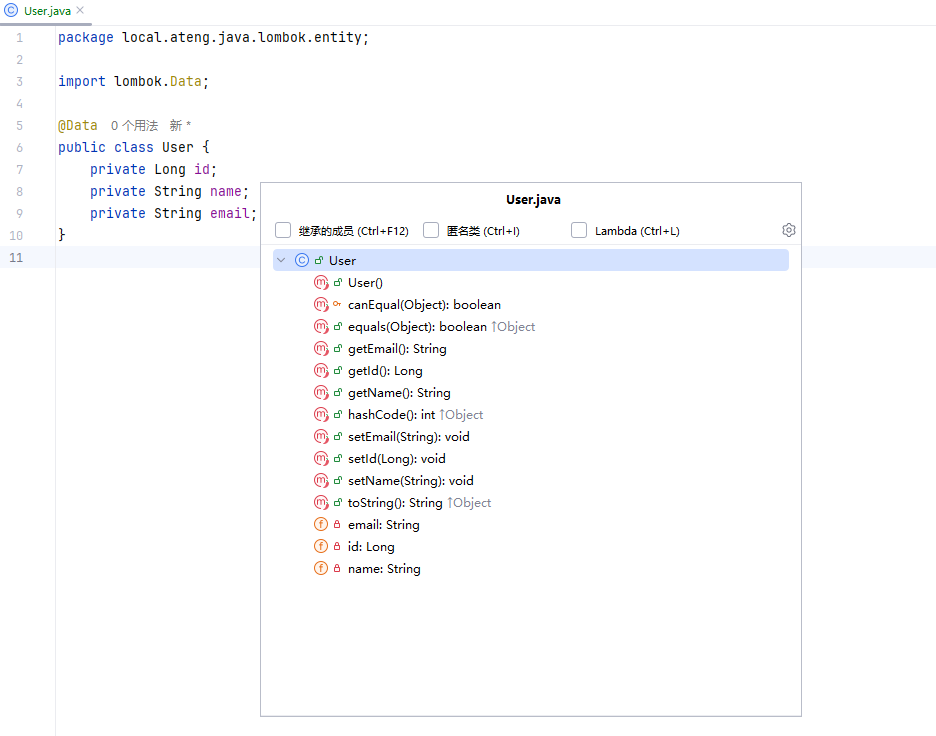 User.java
1 package local.ateng.java.lombok.entity;
2
3 import lombok.Data;
4
5 @Data 0 个用法 新 *
6 public class User {
7 private Long id;
8 private String name;
9 private String email;
10 }
11
User.java
继承的成员 (Ctrl+F12) 匿名类 (Ctrl+I) Lambda (Ctrl+L)
User
User()
canEqual(Object): boolean
equals(Object): boolean ↑Object
getEmail(): String
getId(): Long
getName(): String
hashCode(): int ↑Object
setEmail(String): void
setId(Long): void
setName(String): void
toString(): String ↑Object
email: String
id: Long
name: String